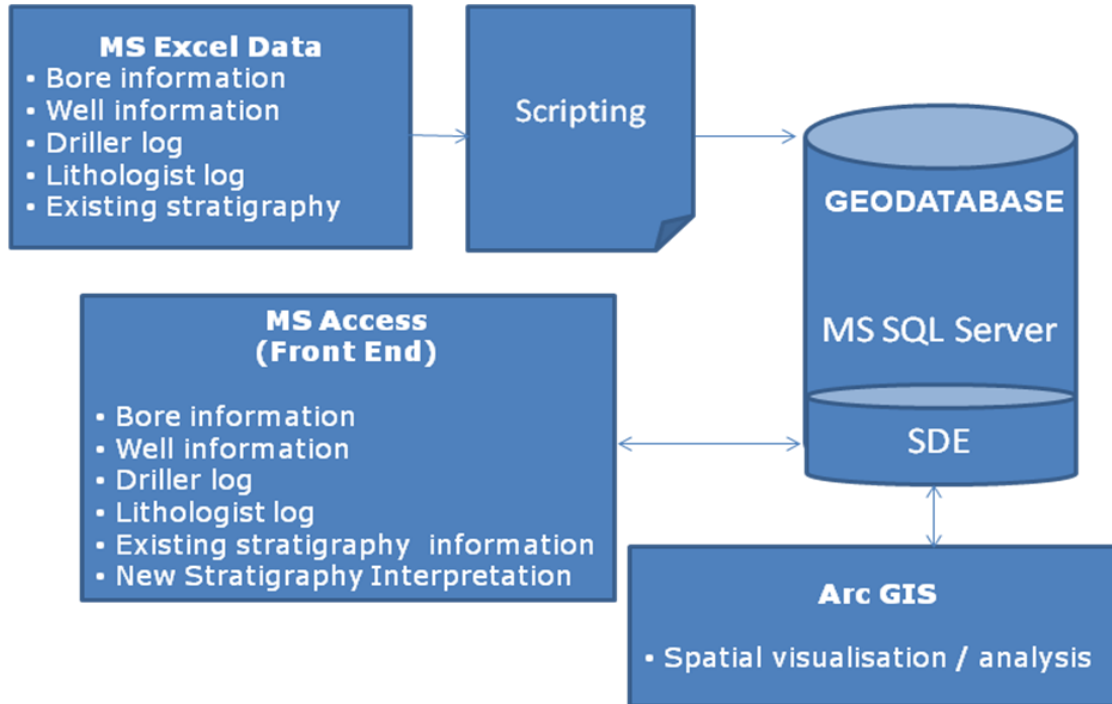 MS Excel Data
▪ Bore information
▪ Well information
▪ Driller log
▪ Lithologist log
▪ Existing stratigraphy
Scripting
GEODATABASE
MS SQL Server
SDE
MS Access
(Front End)
▪ Bore information
▪ Well information
▪ Driller log
▪ Lithologist log
▪ Existing stratigraphy information
▪ New Stratigraphy Interpretation
Arc GIS
▪ Spatial visualisation / analysis